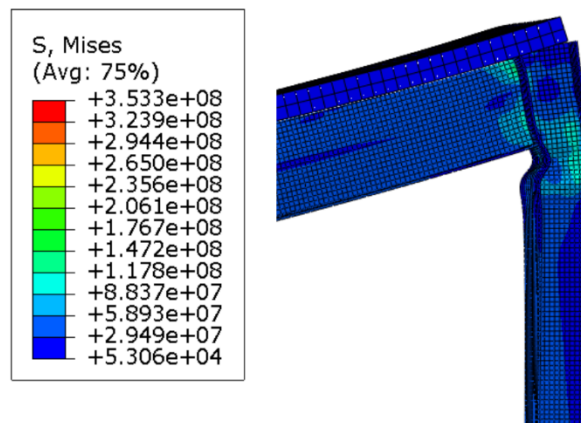 S, Mises
(Avg: 75%)
+3.533e+08
+3.239e+08
+2.944e+08
+2.650e+08
+2.356e+08
+2.061e+08
+1.767e+08
+1.472e+08
+1.178e+08
+8.837e+07
+5.893e+07
+2.949e+07
+5.306e+04